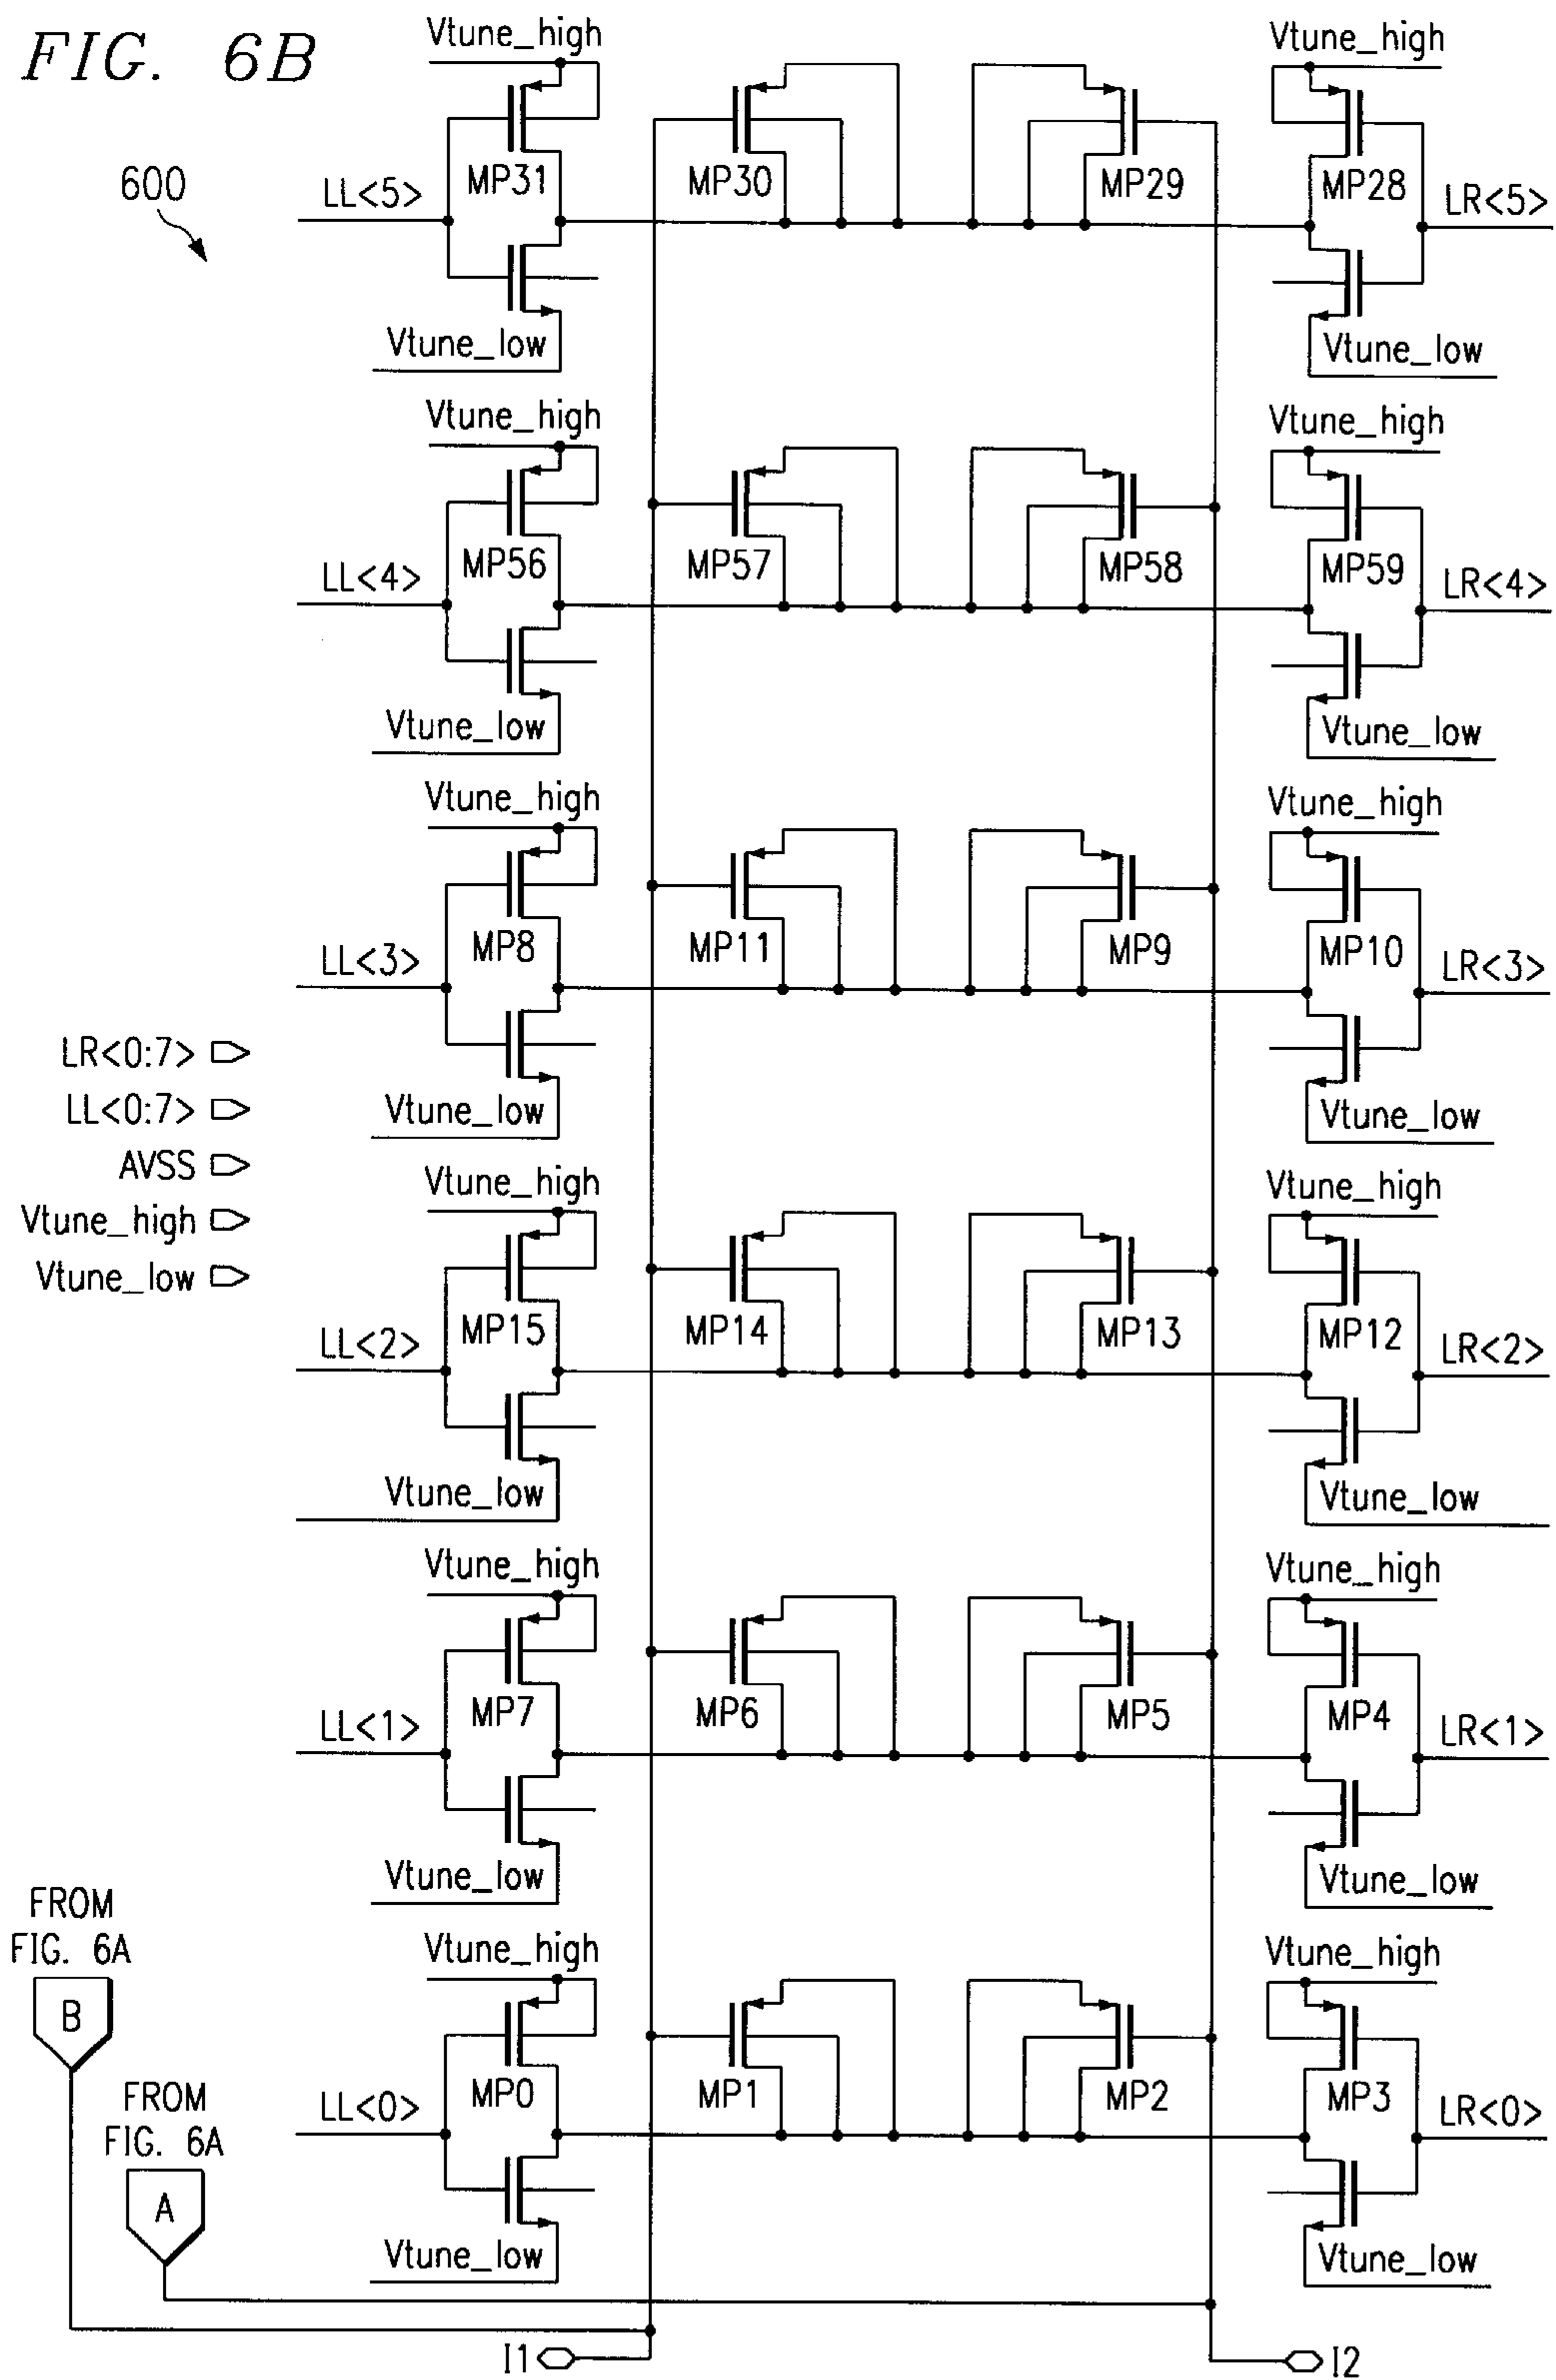 FIG. 6B
600
Vtune_high
Vtune_high
MP31
MP30
MP29
MP28
LL<5>
LR<5>
Vtune_low
Vtune_low
Vtune_high
Vtune_high
MP56
MP57
MP58
MP59
LL<4>
LR<4>
Vtune_low
Vtune_low
Vtune_high
Vtune_high
MP8
MP11
MP9
MP10
LL<3>
LR<3>
Vtune_low
Vtune_low
LR<0:7>
LL<0:7>
AVSS
Vtune_high
Vtune_low
Vtune_high
Vtune_high
MP15
MP14
MP13
MP12
LL<2>
LR<2>
Vtune_low
Vtune_low
Vtune_high
Vtune_high
MP7
MP6
MP5
MP4
LL<1>
LR<1>
Vtune_low
Vtune_low
FROM
FIG. 6A
B
Vtune_high
Vtune_high
MP0
MP1
MP2
MP3
LL<0>
LR<0>
FROM
FIG. 6A
A
Vtune_low
Vtune_low
I1
I2